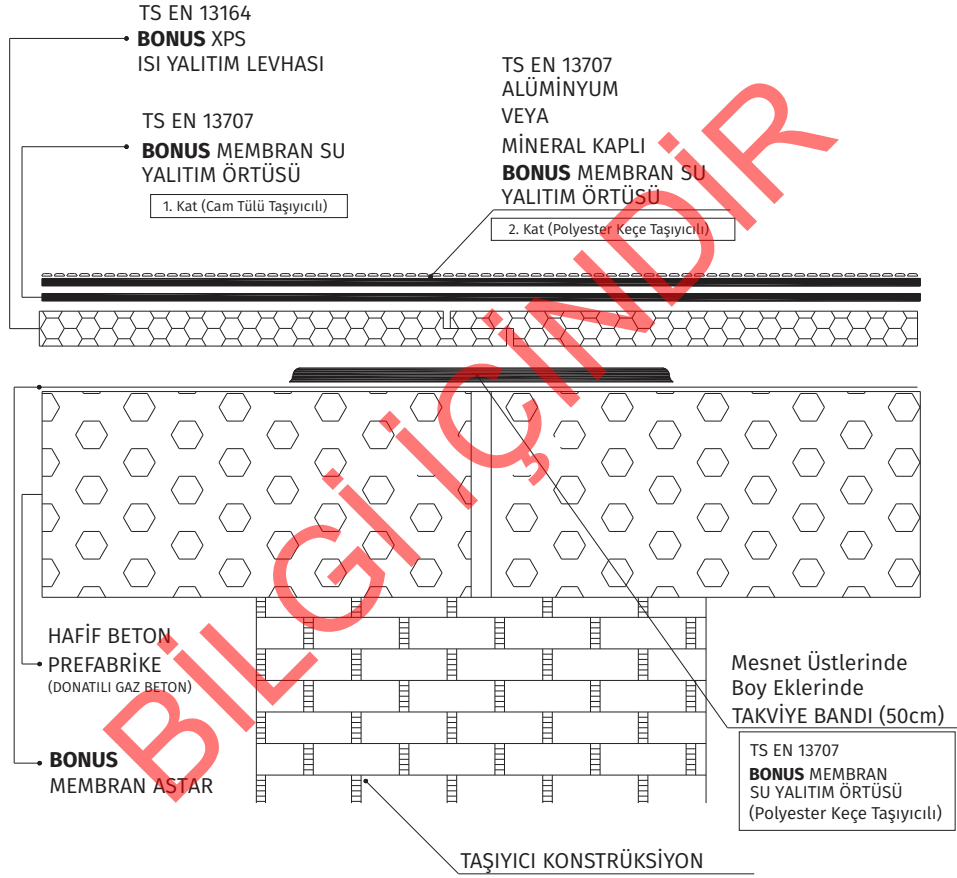 TS EN 13164
BONUS XPS
ISI YALITIM LEVHASI
TS EN 13707
BONUS MEMBRAN SU
YALITIM ÖRTÜSÜ
1. Kat (Cam Tülü Taşıyıcılı)
TS EN 13707
ALÜMİNYUM
VEYA
MİNERAL KAPLI
BONUS MEMBRAN SU
YALITIM ÖRTÜSÜ
2. Kat (Polyester Keçe Taşıyıcılı)
BİLGİ İÇİNDİR
HAFİF BETON
PREFABRİKE
(DONATILI GAZ BETON)
BONUS
MEMBRAN ASTAR
Mesnet Üstlerinde
Boy Eklerinde
TAKVİYE BANDI (50cm)
TS EN 13707
BONUS MEMBRAN
SU YALITIM ÖRTÜSÜ
(Polyester Keçe Taşıyıcılı)
TAŞIYICI KONSTRÜKSİYON